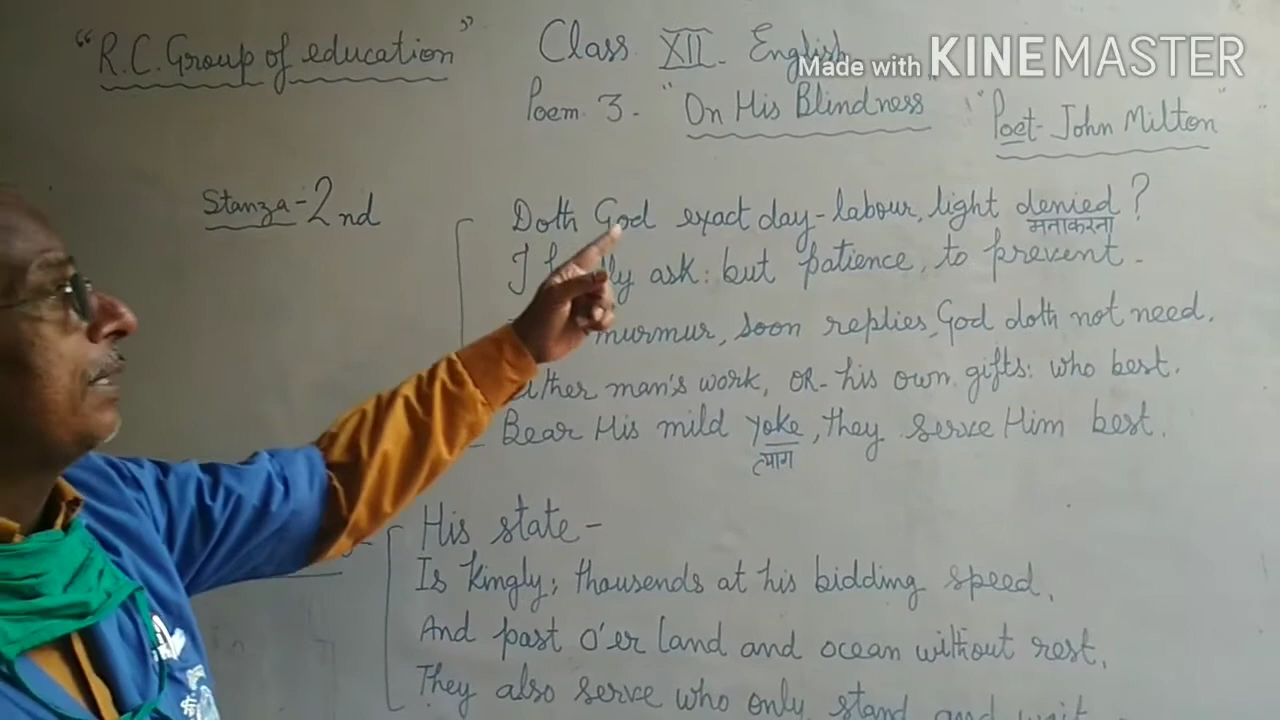 "R.C. Group of education"
Class XII English
Made with KINEMASTER
Poem 3 - "On His Blindness" ! "Poet- John Milton"
Stanza - 2nd
Doth God exact day-labour, light denied ?
मनाकरना
I ask : but patience, to prevent -
murmur, soon replies, God doth not need.
man's work, OR- his own gifts : who best.
Bear His mild yoke, they serve Him best.
त्याग
His state -
Is Kingly; thousends at his bidding speed,
And past O'er land and ocean without rest,
They also serve who only stand and wait